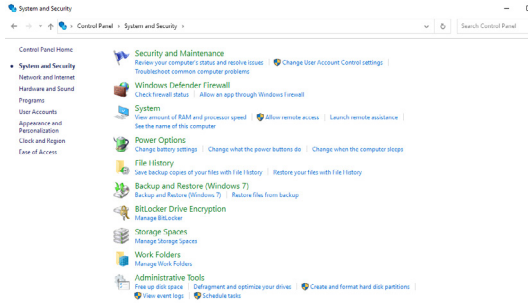 System and Security
Control Panel > System and Security >
Search Control Panel
Control Panel Home
System and Security
Network and Internet
Hardware and Sound
Programs
User Accounts
Appearance and
Personalization
Clock and Region
Ease of Access
Security and Maintenance
Review your computer's status and resolve issues | Change User Account Control settings |
Troubleshoot common computer problems
Windows Defender Firewall
Check firewall status | Allow an app through Windows Firewall
System
View amount of RAM and processor speed | Allow remote access | Launch remote assistance |
See the name of this computer
Power Options
Change battery settings | Change what the power buttons do | Change when the computer sleeps
File History
Save backup copies of your files with File History | Restore your files with File History
Backup and Restore (Windows 7)
Backup and Restore (Windows 7) | Restore files from backup
BitLocker Drive Encryption
Manage BitLocker
Storage Spaces
Manage Storage Spaces
Work Folders
Manage Work Folders
Administrative Tools
Free up disk space | Defragment and optimize your drives | Create and format hard disk partitions |
View event logs | Schedule tasks